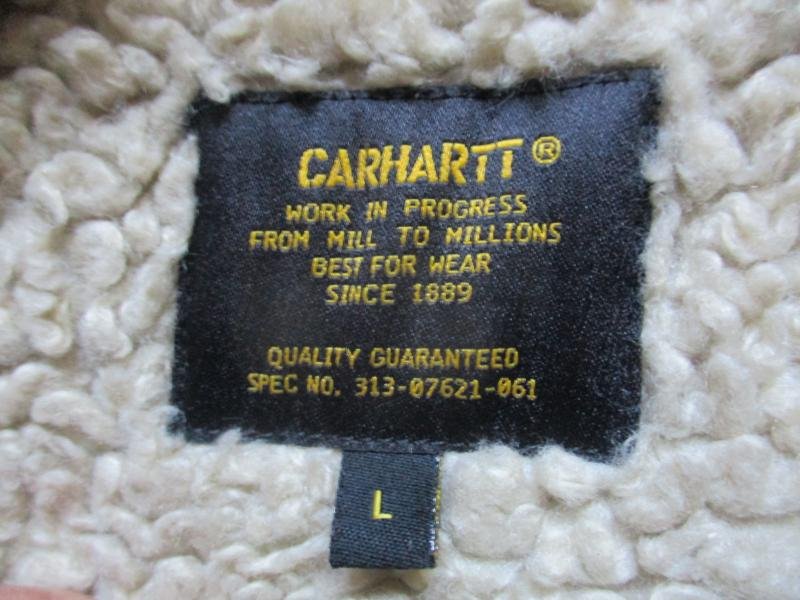 CARHARTT ®
WORK IN PROGRESS
FROM MILL TO MILLIONS
BEST FOR WEAR
SINCE 1889
QUALITY GUARANTEED
SPEC NO. 313-07621-061
L